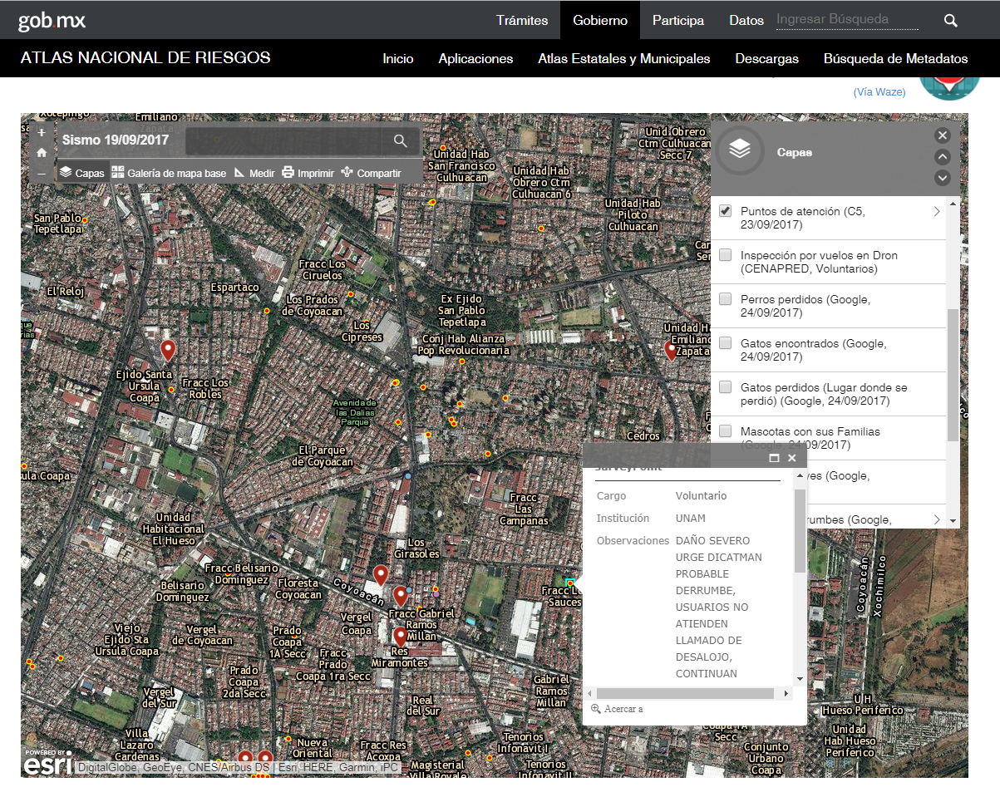 gob.mx
Trámites
Gobierno
Participa
Datos
Ingresar Búsqueda
ATLAS NACIONAL DE RIESGOS
Inicio
Aplicaciones
Atlas Estatales y Municipales
Descargas
Búsqueda de Metadatos
(Vía Waze)
Sismo 19/09/2017
Capas
Galería de mapa base
Medir
Imprimir
Compartir
Emiliano
Zapata
Unidad Hab
San Francisco
Culhuacan
Unidad Hab
Obrero Ctm
Culhuacan 6
Unid Obrero
Ctm Culhuacan
Secc 7
Unidad Hab
Piloto
Culhuacan
San Pablo
Tepetlapa
Fracc Los
Ciruelos
El Reloj
Espartaco
Los Prados
de Coyoacan
Los
Cipreses
Ex Ejido
San Pablo
Tepetlapa
Conj Hab Alianza
Pop Revolucionaria
Unidad H
Emiliano
Zapata
Ejido Santa
Ursula
Coapa
Fracc Los
Robles
Avenida de
las Dalias
Parque
El Parque
de Coyoacan
Cedros
sula Coapa
Unidad
Habitacional
El Hueso
Fracc
Las
Campanas
Los
Girasoles
Fracc Belisario
Dominguez
Belisario
Dominguez
Floresta
Coyoacan
Coyoacán
Fracc L
Sauces
Vergel
Coapa
Fracc Gabriel
Ramos
Millan
Viejo
Ejido Sta
Ursula Coapa
Vergel
de Coyoacan
Prado
Coapa
1A Secc
Fracc
Prado
Coapa 1ra Secc
Res
Miramontes
Prado
Coapa
2da Secc
Vergel
del Sur
Real
del Sur
Gabriel
Ramos
Millan
Villa
Lazaro
Cardenas
Nueva
Oriental
Fracc Res
Acoxpa
Magisterial
Villa Royale
Tenorios
Infonavit I
Tenorios
Infonavit II
Coapa 1A
Secc
Conjunto
Urbano
Coapa
U H
Hueso Periferico
Unidad
Hab Hueso
Periferico
Coyoacán
Xochimilco
Capas
Puntos de atención (C5,
23/09/2017)
Inspección por vuelos en Dron
(CENAPRED, Voluntarios)
Perros perdidos (Google,
24/09/2017)
Gatos encontrados (Google,
24/09/2017)
Gatos perdidos (Lugar donde se
perdió) (Google, 24/09/2017)
Mascotas con sus Familias
(Google, 24/09/2017)
ves (Google,
rumbes (Google,
SurveyPoint
Cargo Voluntario
Institución UNAM
Observaciones DAÑO SEVERO
URGE DICATMAN
PROBABLE
DERRUMBE,
USUARIOS NO
ATIENDEN
LLAMADO DE
DESALOJO,
CONTINUAN
Acercar a
POWERED BY
esri
DigitalGlobe, GeoEye, CNES/Airbus DS | Esri, HERE, Garmin, iPC